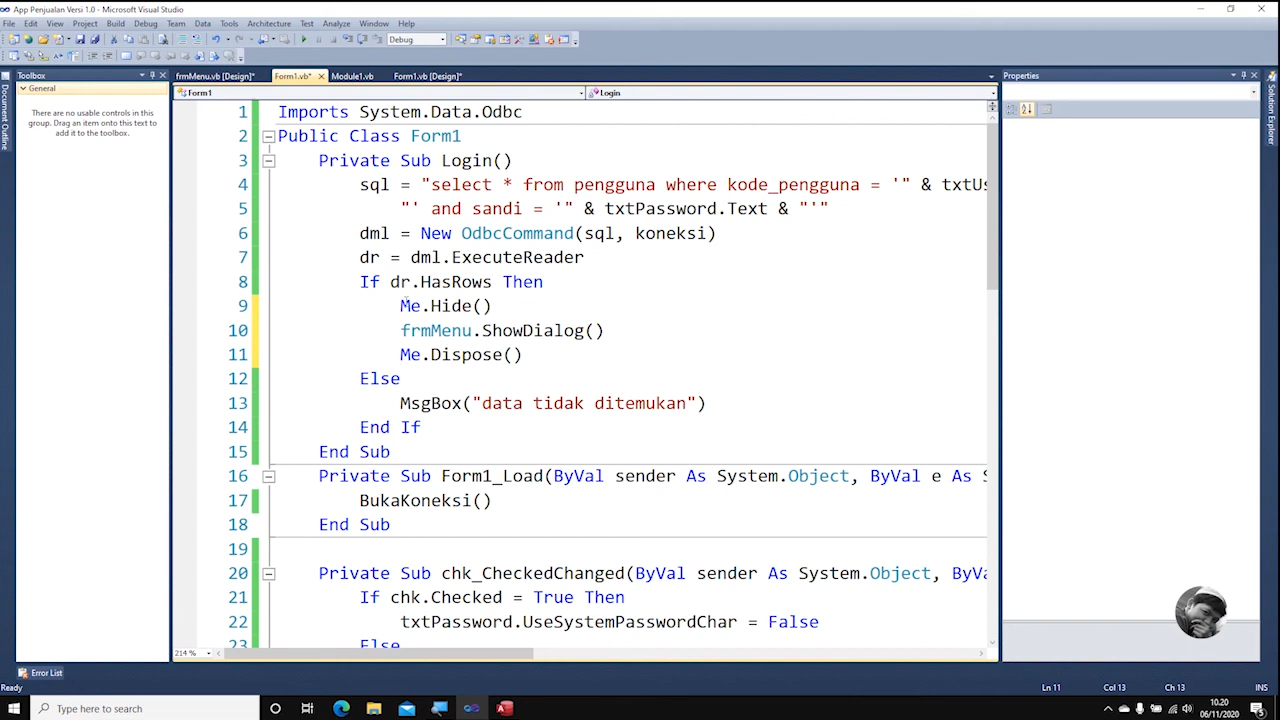 App Penjualan Versi 1.0 - Microsoft Visual Studio
File Edit View Project Build Debug Team Data Tools Architecture Test Analyze Window Help
Debug
Toolbox
General
There are no usable controls in this
group. Drag an item onto this text to
add it to the toolbox.
Document Outline
frmMenu.vb [Design]* Form1.vb* Module1.vb Form1.vb [Design]*
Form1 Login
1 Imports System.Data.Odbc
2 Public Class Form1
3 Private Sub Login()
4 sql = "select * from pengguna where kode_pengguna = '" & txtUs
5 "' and sandi = '" & txtPassword.Text & "'"
6 dml = New OdbcCommand(sql, koneksi)
7 dr = dml.ExecuteReader
8 If dr.HasRows Then
9 Me.Hide()
10 frmMenu.ShowDialog()
11 Me.Dispose()
12 Else
13 MsgBox("data tidak ditemukan")
14 End If
15 End Sub
16 Private Sub Form1_Load(ByVal sender As System.Object, ByVal e As S
17 BukaKoneksi()
18 End Sub
19
20 Private Sub chk_CheckedChanged(ByVal sender As System.Object, ByVa
21 If chk.Checked = True Then
22 txtPassword.UseSystemPasswordChar = False
23 Else
214 %
Properties
Solution Explorer
Error List
Ready Ln 11 Col 13 Ch 13 INS
Type here to search
10.20
06/11/2020
5